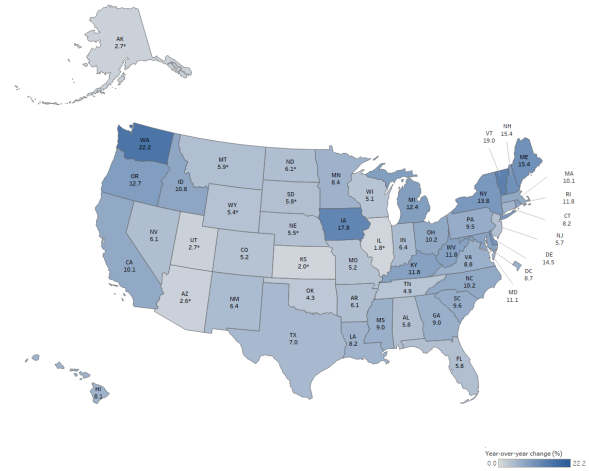 AK
2.7*
WA
22.2
OR
12.7
CA
10.1
NV
6.1
ID
10.8
MT
5.9*
WY
5.4*
UT
2.7*
AZ
2.6*
CO
5.2
NM
6.4
ND
6.1*
SD
5.8*
NE
5.5*
KS
2.0*
OK
4.3
TX
7.0
MN
8.4
IA
17.8
MO
5.2
AR
6.1
LA
8.2
WI
5.1
IL
1.8*
MI
12.4
IN
6.4
OH
10.2
KY
11.8
TN
4.9
MS
9.0
AL
5.8
GA
9.0
FL
5.8
SC
9.6
NC
10.2
VA
8.8
WV
11.8
PA
9.5
NY
13.8
VT
19.0
NH
15.4
ME
15.4
MA
10.1
RI
11.8
CT
8.2
NJ
5.7
DE
14.5
DC
8.7
MD
11.1
HI
8.1
Year-over-year change (%)
0.0
22.2